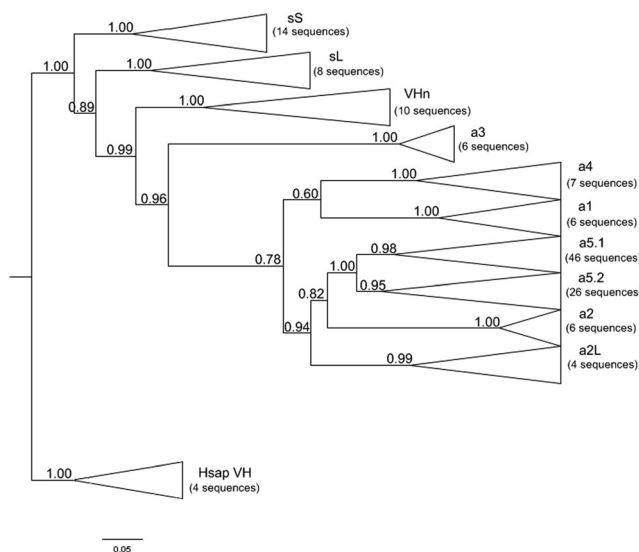 1.00
sS
(14 sequences)
1.00
1.00
sL
(8 sequences)
0.89
1.00
VHn
(10 sequences)
0.99
1.00
a3
(6 sequences)
0.96
1.00
a4
(7 sequences)
0.60
1.00
a1
(6 sequences)
0.78
0.98
a5.1
(46 sequences)
1.00
0.95
a5.2
(26 sequences
0.82
1.00
a2
(6 sequences)
0.94
0.99
a2L
(4 sequences)
1.00
Hsap VH
(4 sequences)
0.05